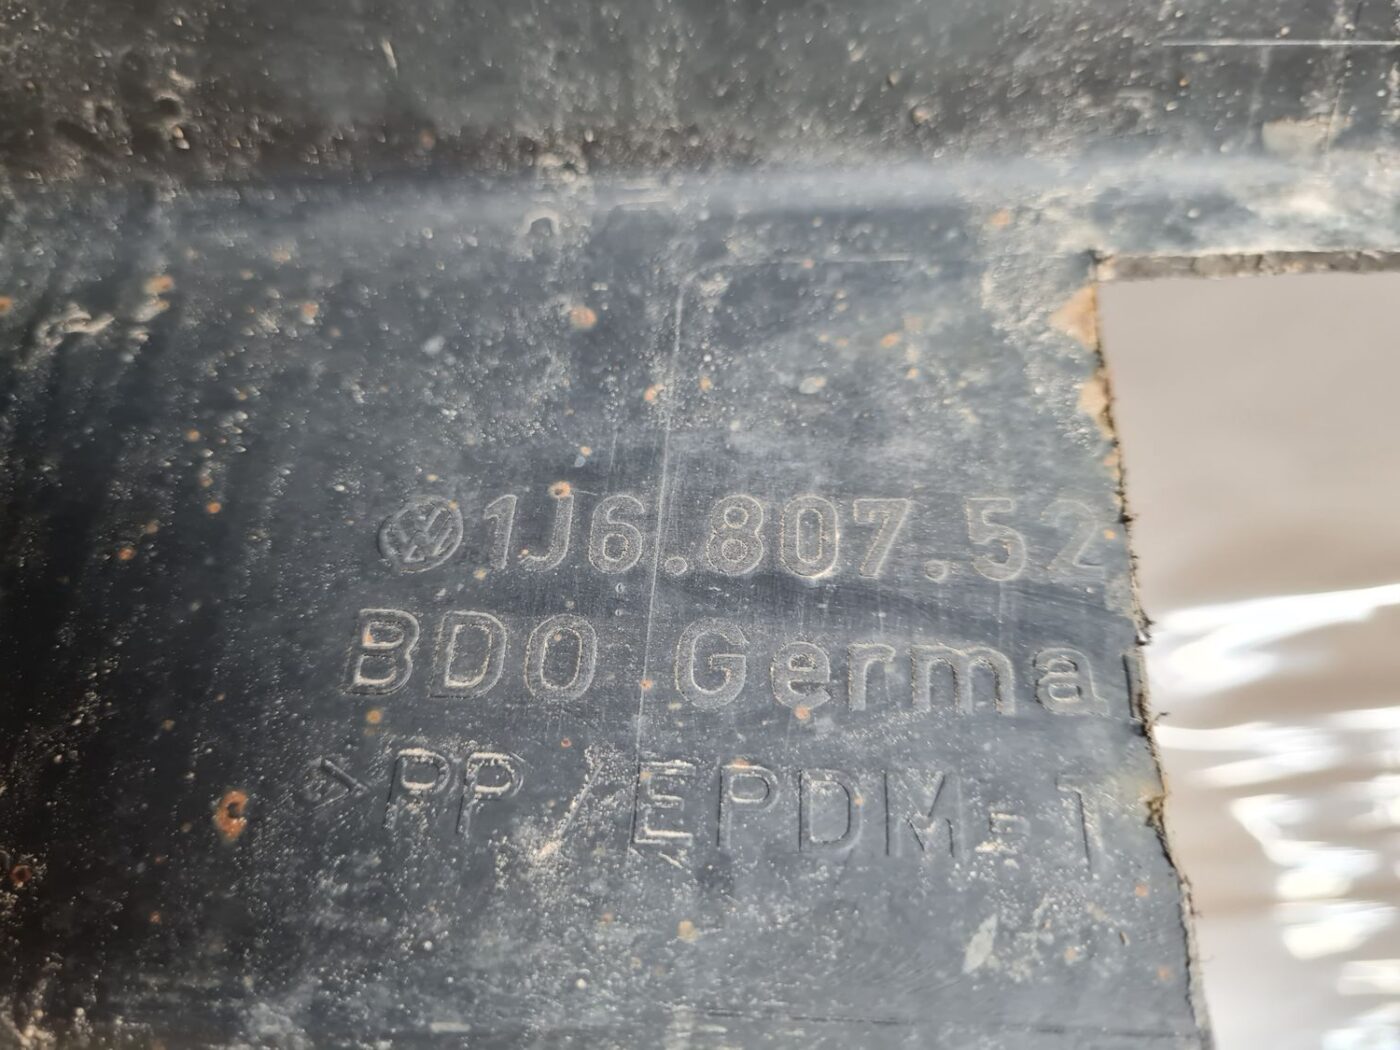 1J6.807.52
BDO Germa
>PP/EPDM-T